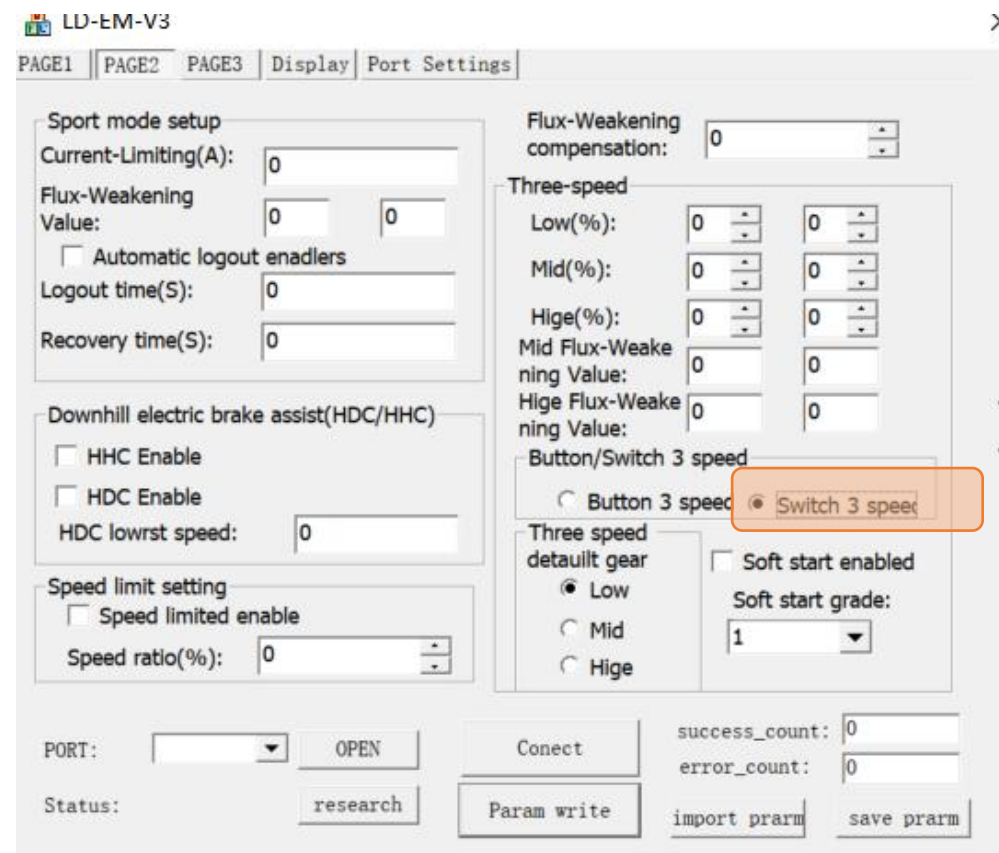 LD-EM-V3
PAGE1 PAGE2 PAGE3 Display Port Settings
Sport mode setup
Current-Limiting(A): 0
Flux-Weakening
Value: 0 0
Automatic logout enadlers
Logout time(S): 0
Recovery time(S): 0
Downhill electric brake assist(HDC/HHC)
HHC Enable
HDC Enable
HDC lowrst speed: 0
Speed limit setting
Speed limited enable
Speed ratio(%): 0
Flux-Weakening
compensation: 0
Three-speed
Low(%): 0 0
Mid(%): 0 0
Hige(%): 0 0
Mid Flux-Weake
ning Value: 0 0
Hige Flux-Weake
ning Value: 0 0
Button/Switch 3 speed
Button 3 speed Switch 3 speed
Three speed
detauilt gear
Low
Mid
Hige
Soft start enabled
Soft start grade:
1
PORT: OPEN Conect success_count: 0
error_count: 0
Status: research Param write import prarm save prarm